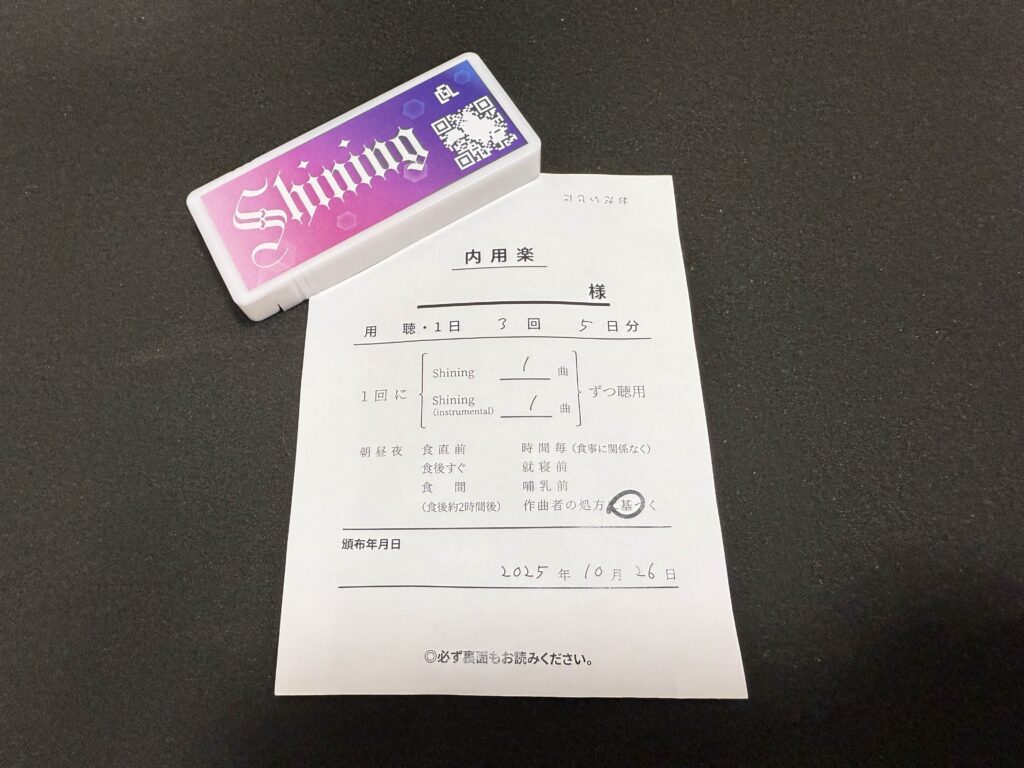 Shining
おだいじに
内用楽
様
用 聴・1日 3 回 5 日分
1回に
Shining 1 曲
Shining 1 曲
(instrumental)
ずつ聴用
朝昼夜 食直前 時間毎(食事に関係なく)
食後すぐ 就寝前
食 間 哺乳前
(食後約2時間後) 作曲者の処方に基づく
頒布年月日
2025 年 10 月 26 日
◎必ず裏面もお読みください。